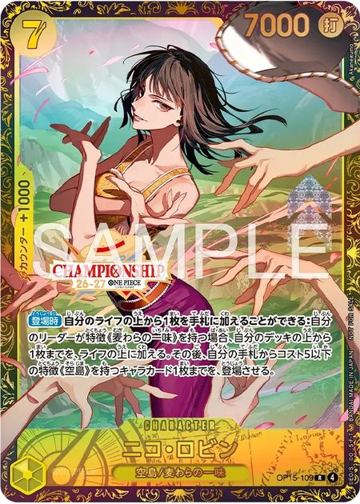 7
7000
打
カウンター +1000
SAMPLE
CHAMPIONSHIP
26-27 ONE PIECE
登場時 自分のライフの上から1枚を手札に加えることができる：自分
のリーダーが特徴《麦わらの一味》を持つ場合、自分のデッキの上から
1枚までを、ライフの上に加える。その後、自分の手札からコスト5以下
の特徴《空島》を持つキャラカード1枚までを、登場させる。
CHARACTER
ニコ・ロビン
空島/麦わらの一味
OP15-109 R 4